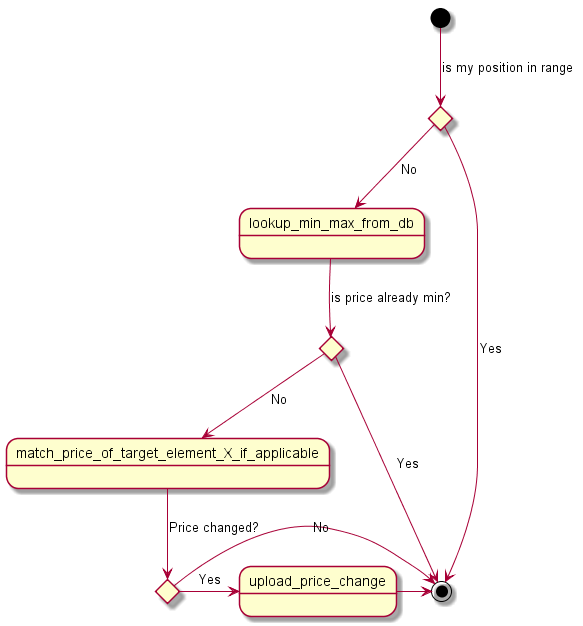 is my position in range
No
lookup_min_max_from_db
is price already min?
Yes
No
match_price_of_target_element_X_if_applicable
Yes
Price changed?
No
Yes
upload_price_change